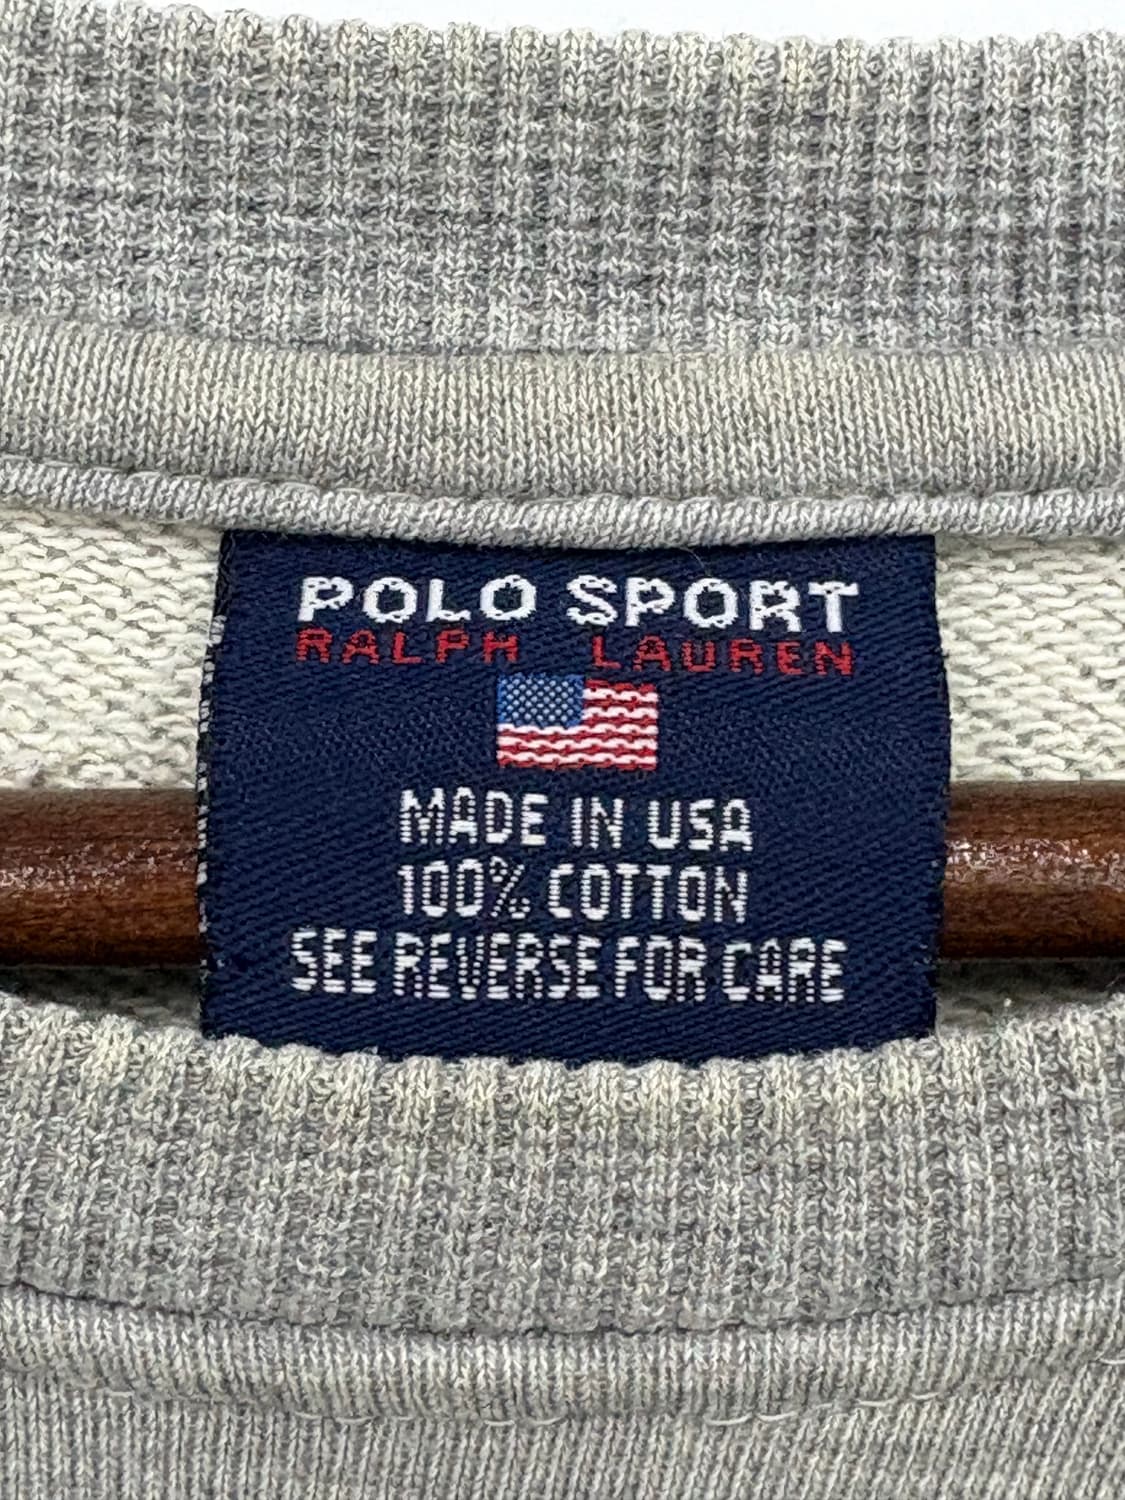 POLO SPORT
RALPH LAUREN
MADE IN USA
100% COTTON
SEE REVERSE FOR CARE